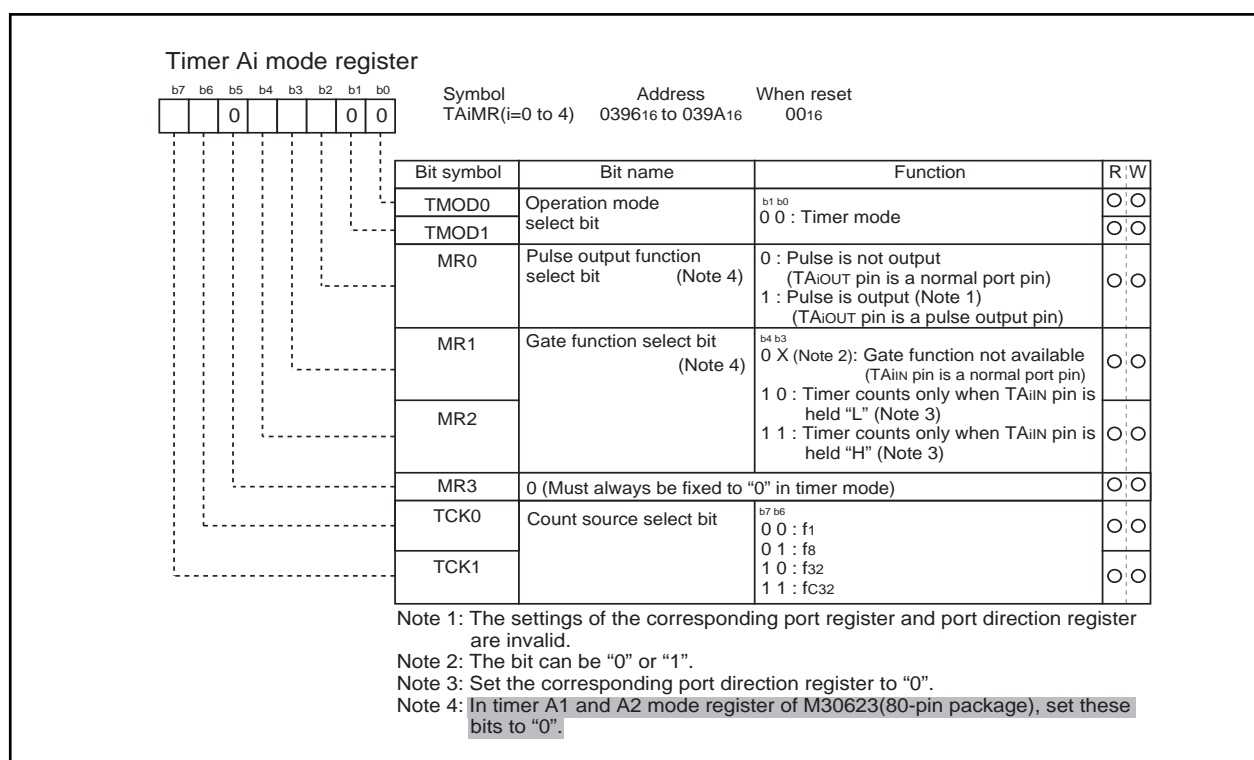 Timer Ai mode register
b7 b6 b5 b4 b3 b2 b1 b0
0 0 0
Symbol Address When reset
TAiMR(i=0 to 4) 039616 to 039A16 0016
Bit symbol Bit name Function R W
TMOD0
TMOD1
Operation mode
select bit
b1 b0
0 0 : Timer mode
MR0
Pulse output function
select bit (Note 4)
0 : Pulse is not output
(TAiOUT pin is a normal port pin)
1 : Pulse is output (Note 1)
(TAiOUT pin is a pulse output pin)
MR1
MR2
Gate function select bit
(Note 4)
b4 b3
0 X (Note 2): Gate function not available
(TAiIN pin is a normal port pin)
1 0 : Timer counts only when TAiIN pin is
held “L” (Note 3)
1 1 : Timer counts only when TAiIN pin is
held “H” (Note 3)
MR3 0 (Must always be fixed to “0” in timer mode)
TCK0
TCK1
Count source select bit
b7 b6
0 0 : f1
0 1 : f8
1 0 : f32
1 1 : fC32
Note 1: The settings of the corresponding port register and port direction register
are invalid.
Note 2: The bit can be “0” or “1”.
Note 3: Set the corresponding port direction register to “0”.
Note 4: In timer A1 and A2 mode register of M30623(80-pin package), set these
bits to “0”.